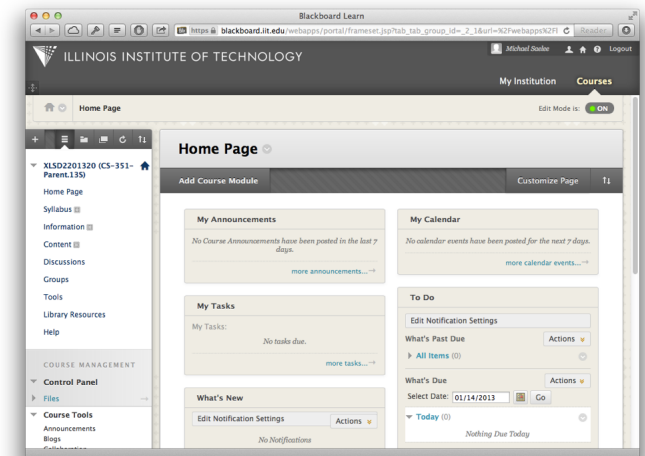 Blackboard Learn
https blackboard.iit.edu/webapps/portal/frameset.jsp?tab_tab_group_id=_2_1&url=%2Fwebapps%2Fl
Reader
ILLINOIS INSTITUTE OF TECHNOLOGY
Michael Saelee
Logout
My Institution
Courses
Home Page
Edit Mode is: ON
XLSD2201320 (CS-351-
Parent.13S)
Home Page
Syllabus
Information
Content
Discussions
Groups
Tools
Library Resources
Help
COURSE MANAGEMENT
Control Panel
Files
Course Tools
Announcements
Blogs
Collaboration
Home Page
Add Course Module
Customize Page
My Announcements
No Course Announcements have been posted in the last 7
days.
more announcements...→
My Tasks
My Tasks:
No tasks due.
more tasks...→
What's New
Edit Notification Settings
Actions
No Notifications
My Calendar
No calendar events have been posted for the next 7 days.
more calendar events...→
To Do
Edit Notification Settings
What's Past Due
Actions
All Items (0)
What's Due
Actions
Select Date: 01/14/2013 Go
Today (0)
Nothing Due Today